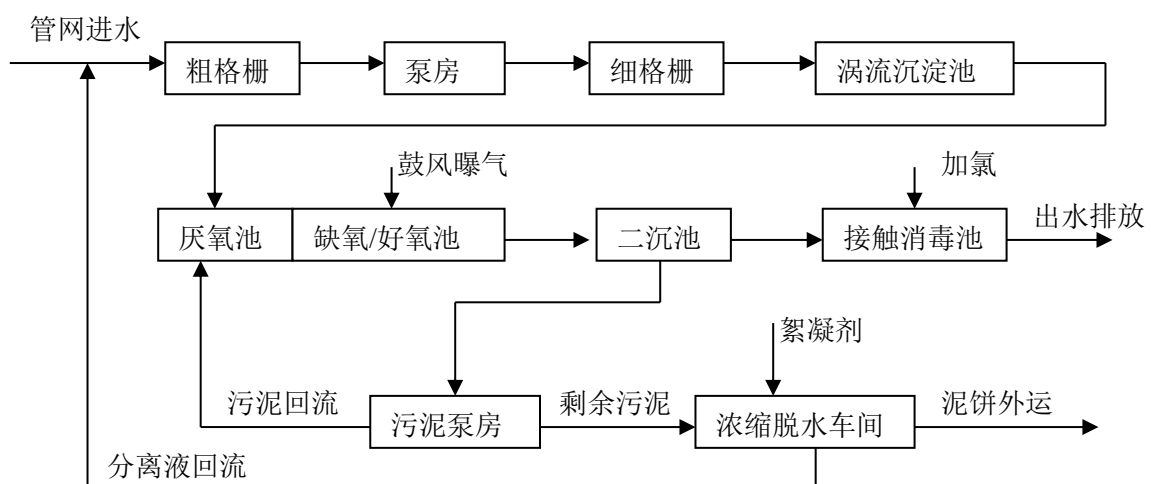 管网进水
粗格栅
泵房
细格栅
涡流沉淀池
鼓风曝气
加氯
厌氧池
缺氧/好氧池
二沉池
接触消毒池
出水排放
絮凝剂
污泥回流
污泥泵房
剩余污泥
浓缩脱水车间
泥饼外运
分离液回流